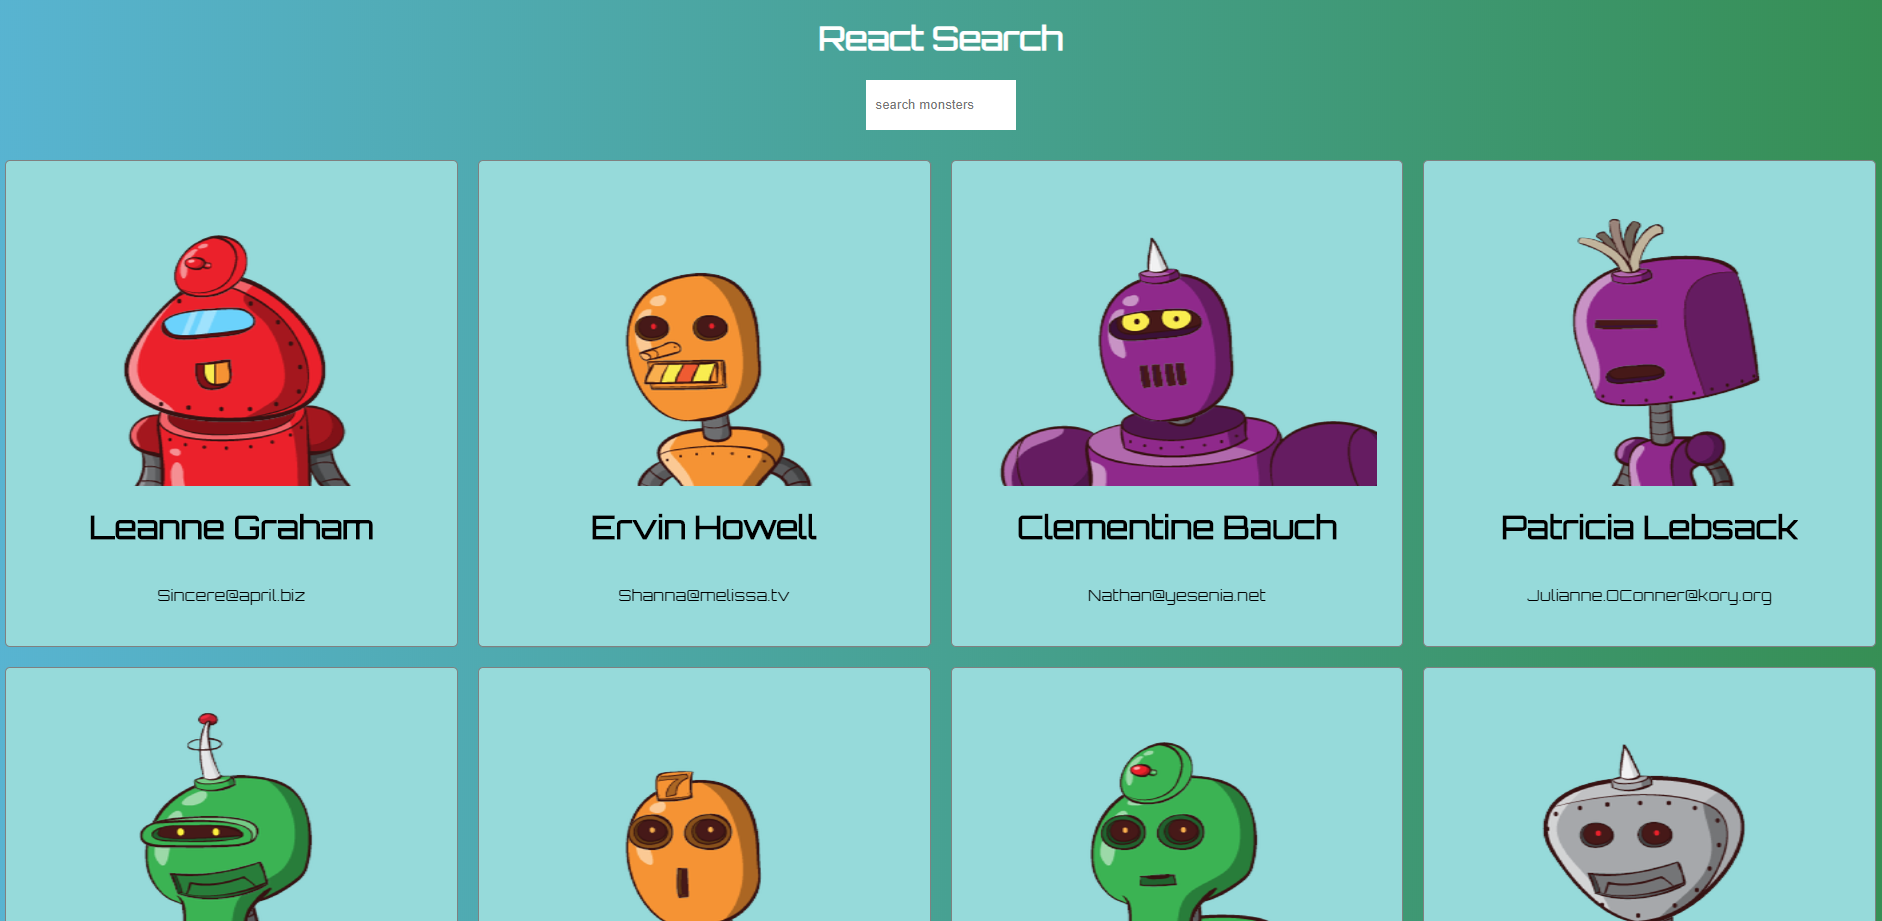 React Search
search monsters
Leanne Graham
Ervin Howell
Clementine Bauch
Patricia Lebsack
Sincere@april.biz
Shanna@melissa.tv
Nathan@yesenia.net
Julianne.OConner@kory.org
7